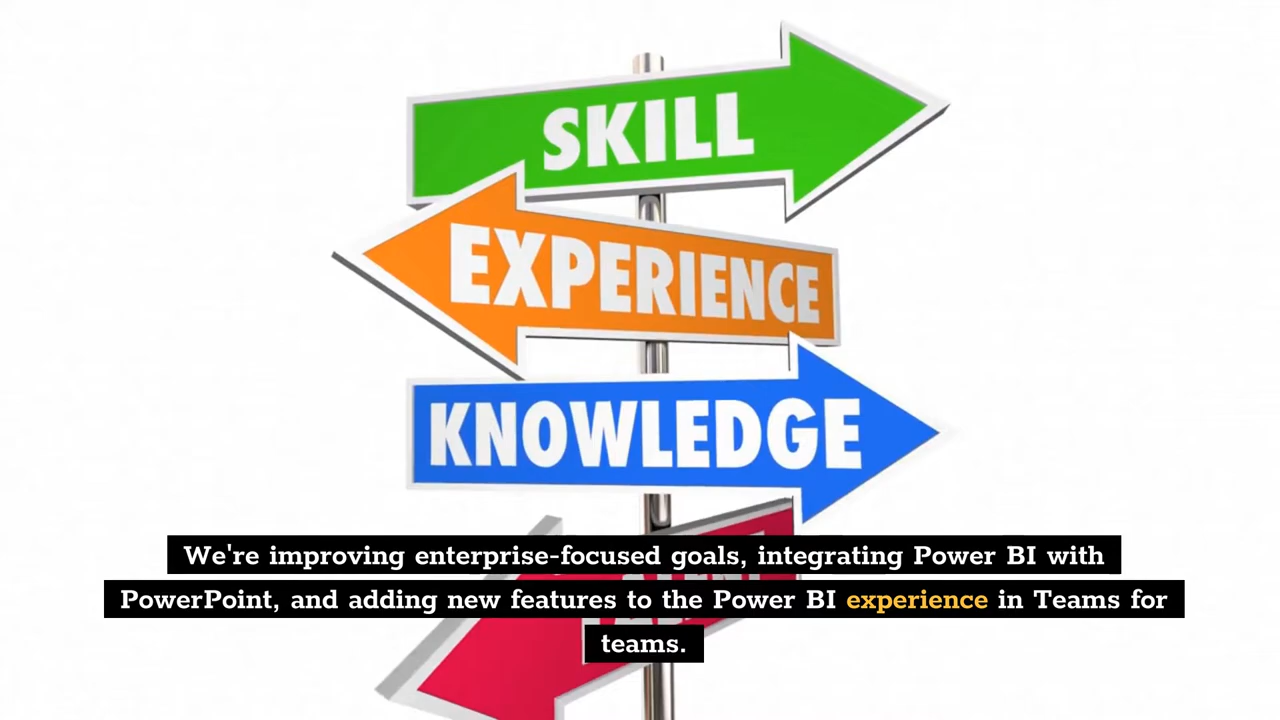 SKILL
EXPERIENCE
KNOWLEDGE
We're improving enterprise-focused goals, integrating Power BI with
PowerPoint, and adding new features to the Power BI experience in Teams for
teams.